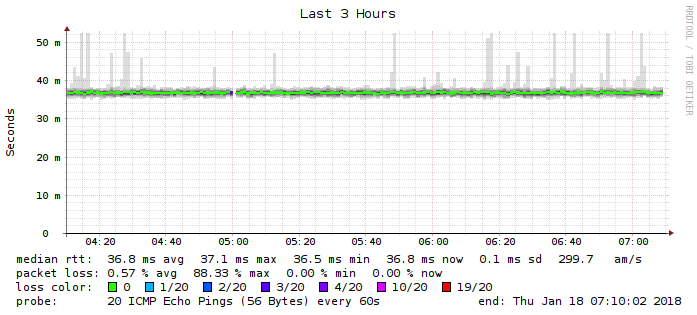 Last 3 Hours
RRDTOOL / TOBI OETIKER
Seconds
50 m
40 m
30 m
20 m
10 m
0
04:20 04:40 05:00 05:20 05:40 06:00 06:20 06:40 07:00
median rtt: 36.8 ms avg 37.1 ms max 36.5 ms min 36.8 ms now 0.1 ms sd 299.7 am/s
packet loss: 0.57 % avg 88.33 % max 0.00 % min 0.00 % now
loss color: 0 1/20 2/20 3/20 4/20 10/20 19/20
probe: 20 ICMP Echo Pings (56 Bytes) every 60s end: Thu Jan 18 07:10:02 2018